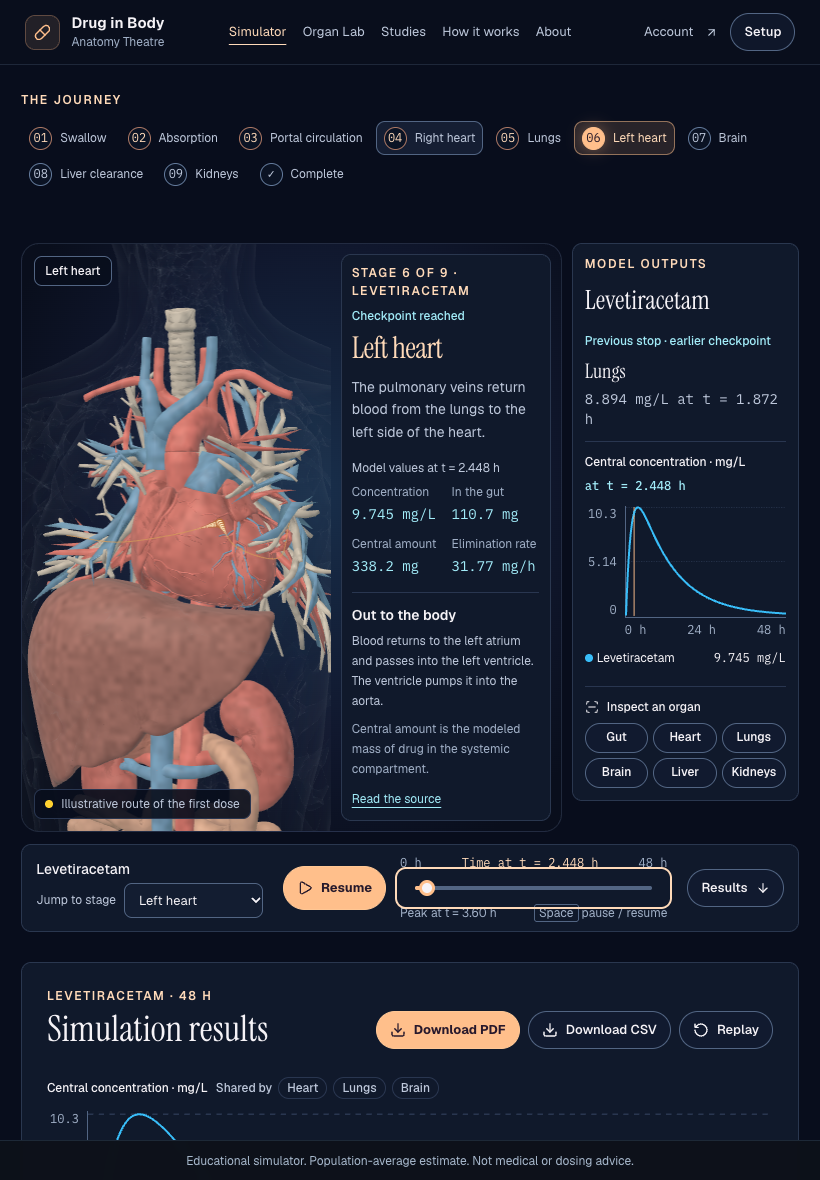 Drug in Body
Anatomy Theatre
Simulator
Organ Lab
Studies
How it works
About
Account
Setup
THE JOURNEY
01 Swallow
02 Absorption
03 Portal circulation
04 Right heart
05 Lungs
06 Left heart
07 Brain
08 Liver clearance
09 Kidneys
✓ Complete
Left heart
Illustrative route of the first dose
STAGE 6 OF 9 ·
LEVETIRACETAM
Checkpoint reached
Left heart
The pulmonary veins return
blood from the lungs to the
left side of the heart.
Model values at t = 2.448 h
Concentration
In the gut
9.745 mg/L
110.7 mg
Central amount
Elimination rate
338.2 mg
31.77 mg/h
Out to the body
Blood returns to the left atrium
and passes into the left ventricle.
The ventricle pumps it into the
aorta.
Central amount is the modeled
mass of drug in the systemic
compartment.
Read the source
MODEL OUTPUTS
Levetiracetam
Previous stop · earlier checkpoint
Lungs
8.894 mg/L at t = 1.872
h
Central concentration · mg/L
at t = 2.448 h
10.3
5.14
0
0 h
24 h
48 h
Levetiracetam
9.745 mg/L
Inspect an organ
Gut
Heart
Lungs
Brain
Liver
Kidneys
Levetiracetam
Jump to stage
Left heart
Resume
0 h
Time at t = 2.448 h
48 h
Peak at t = 3.60 h
Space pause / resume
Results
LEVETIRACETAM · 48 H
Simulation results
Download PDF
Download CSV
Replay
Central concentration · mg/L
Shared by
Heart
Lungs
Brain
10.3
Educational simulator. Population-average estimate. Not medical or dosing advice.